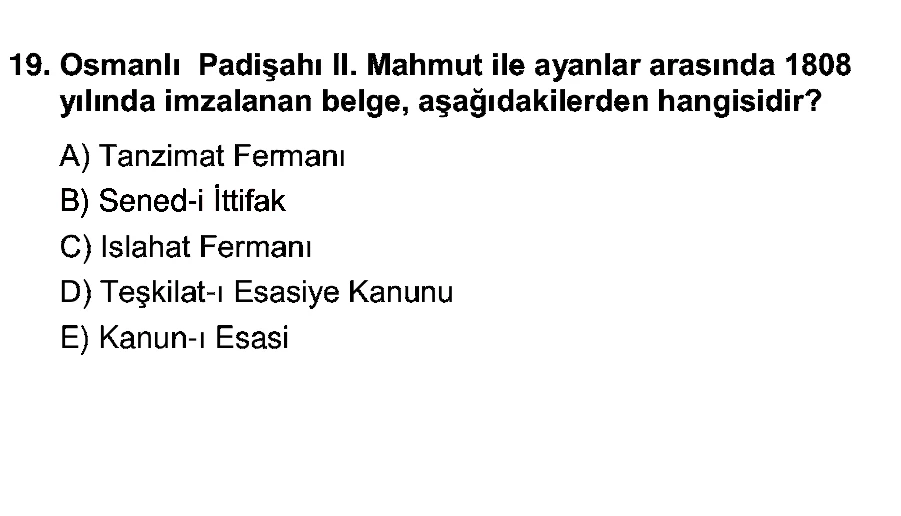 19. Osmanlı Padişahı II. Mahmut ile ayanlar arasında 1808
yılında imzalanan belge, aşağıdakilerden hangisidir?
A) Tanzimat Fermanı
B) Sened-i İttifak
C) Islahat Fermanı
D) Teşkilat-ı Esasiye Kanunu
E) Kanun-ı Esasi